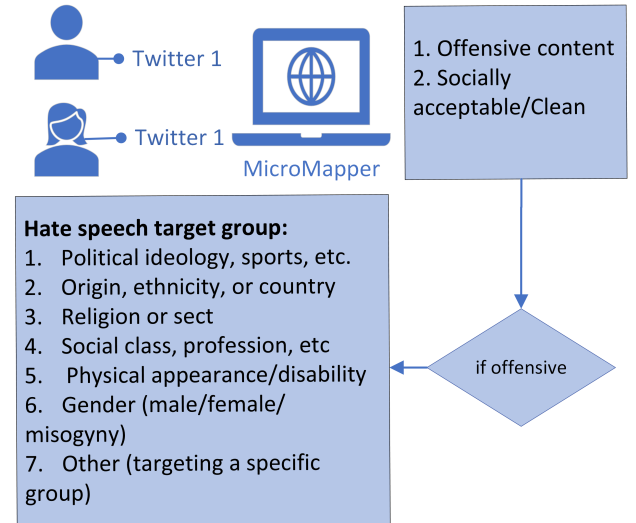 Twitter 1
Twitter 1
MicroMapper
1. Offensive content
2. Socially
acceptable/Clean
if offensive
Hate speech target group:
1. Political ideology, sports, etc.
2. Origin, ethnicity, or country
3. Religion or sect
4. Social class, profession, etc
5. Physical appearance/disability
6. Gender (male/female/
misogyny)
7. Other (targeting a specific
group)